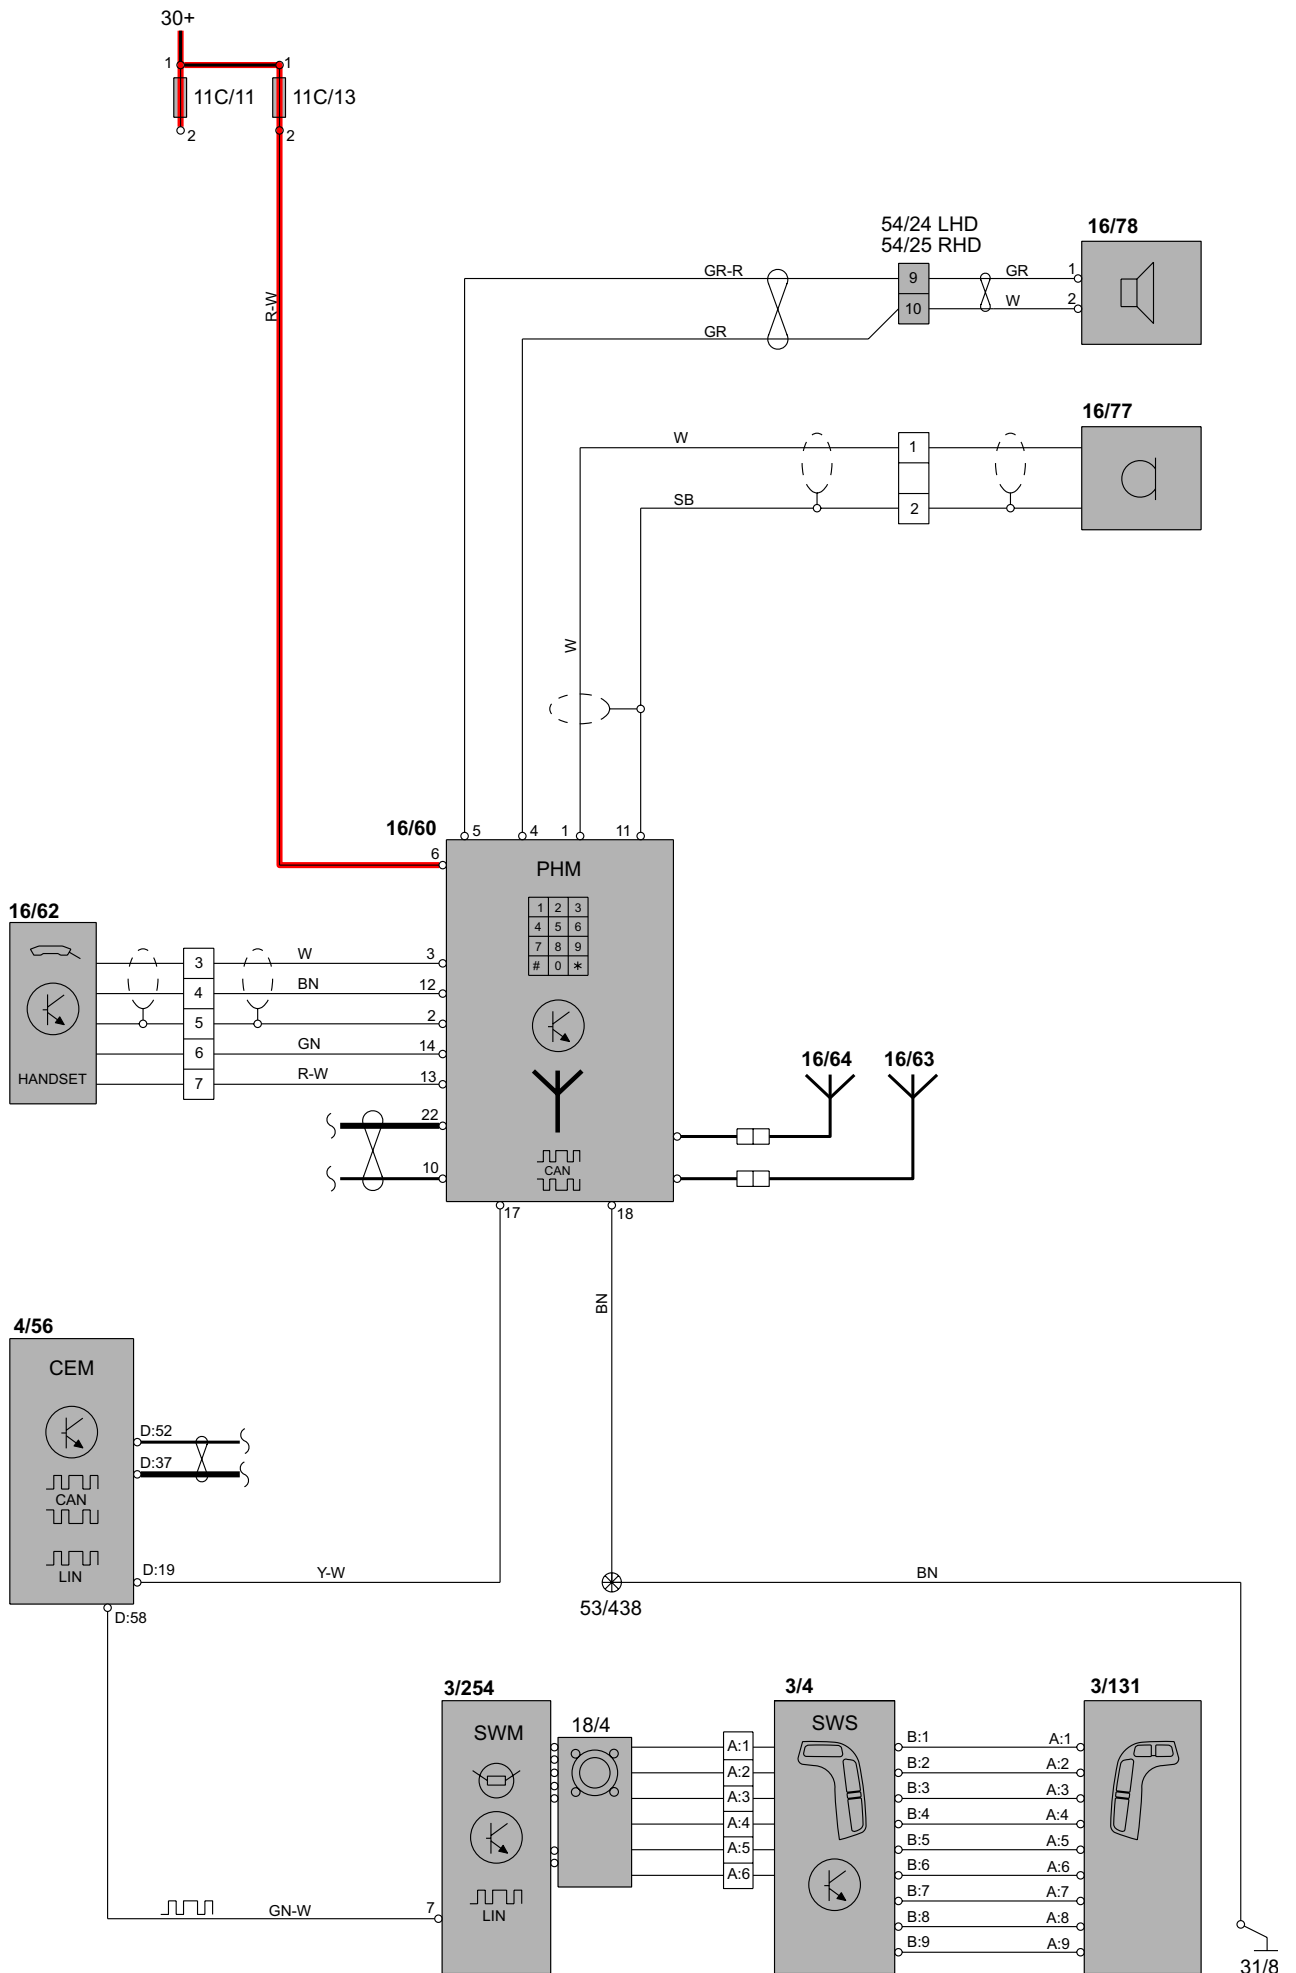 30+
1
1
11C/11
11C/13
2
2
R-W
54/24 LHD
54/25 RHD
16/78
GR-R
9
GR
1
10
W
2
GR
16/77
W
1
SB
2
W
16/60
5
4
1
11
6
PHM
1 2 3
4 5 6
7 8 9
# 0 *
16/62
3
W
3
4
BN
12
5
2
6
GN
14
HANDSET
7
R-W
13
22
10
CAN
16/64
16/63
17
18
BN
4/56
CEM
D:52
D:37
CAN
LIN
D:19
Y-W
D:58
53/438
BN
3/254
SWM
LIN
18/4
A:1
A:2
A:3
A:4
A:5
A:6
3/4
SWS
3/131
B:1 A:1
B:2 A:2
B:3 A:3
B:4 A:4
B:5 A:5
B:6 A:6
B:7 A:7
B:8 A:8
B:9 A:9
GN-W
7
31/8